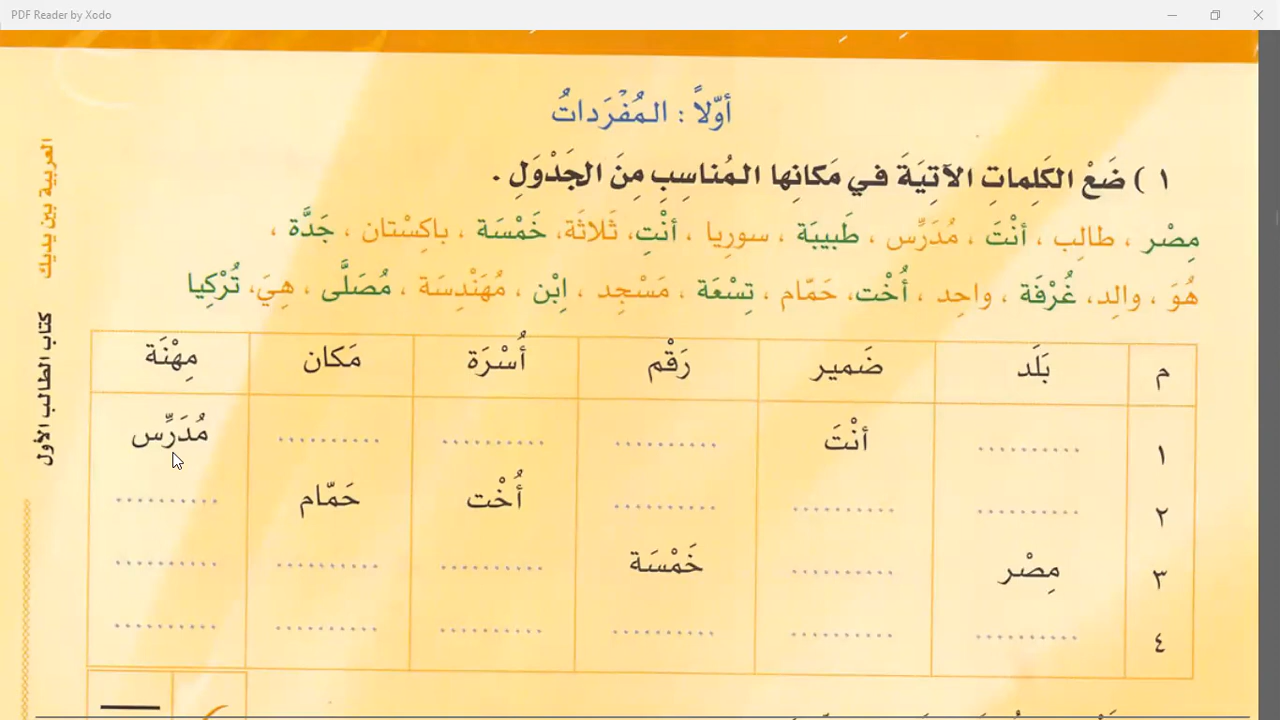 PDF Reader by Xodo
أوّلاً : المُفْرَداتُ
١ ) ضَعْ الكَلِماتِ الآتِيَةَ في مَكانِها المُناسِبِ مِنَ الجَدْوَلِ .
مِصْر ، طالِب ، أنْتَ ، مُدَرِّس ، طَبيبَة ، سوريا ، أنْتِ، ثَلاثَة، خَمْسَة ، باكِسْتان ، جَدَّة ،
هُوَ ، والِد، غُرْفَة ، واحِد ، أُخْت، حَمّام ، تِسْعَة ، مَسْجِد ، اِبْن ، مُهَنْدِسَة ، مُصَلَّى ، هِيَ، تُرْكِيا
م بَلَد ضَمير رَقْم أُسْرَة مَكان مِهْنَة
١ .......... أنْتَ .......... .......... .......... مُدَرِّس
٢ .......... .......... .......... أُخْت حَمّام ..........
٣ مِصْر .......... خَمْسَة .......... .......... ..........
٤ .......... .......... .......... .......... .......... ..........
العربية بين يديك
كتاب الطالب الأول